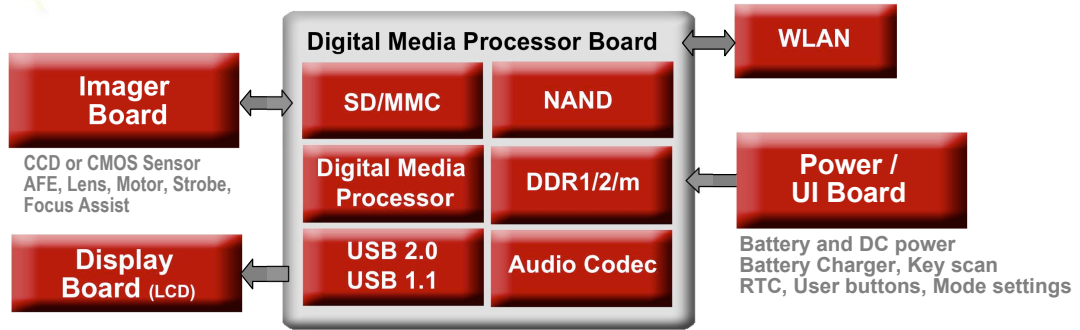 Digital Media Processor Board
WLAN
Imager
Board
SD/MMC
NAND
CCD or CMOS Sensor
AFE, Lens, Motor, Strobe,
Focus Assist
Digital Media
Processor
DDR1/2/m
Power /
UI Board
Battery and DC power
Battery Charger, Key scan
RTC, User buttons, Mode settings
Display
Board (LCD)
USB 2.0
USB 1.1
Audio Codec